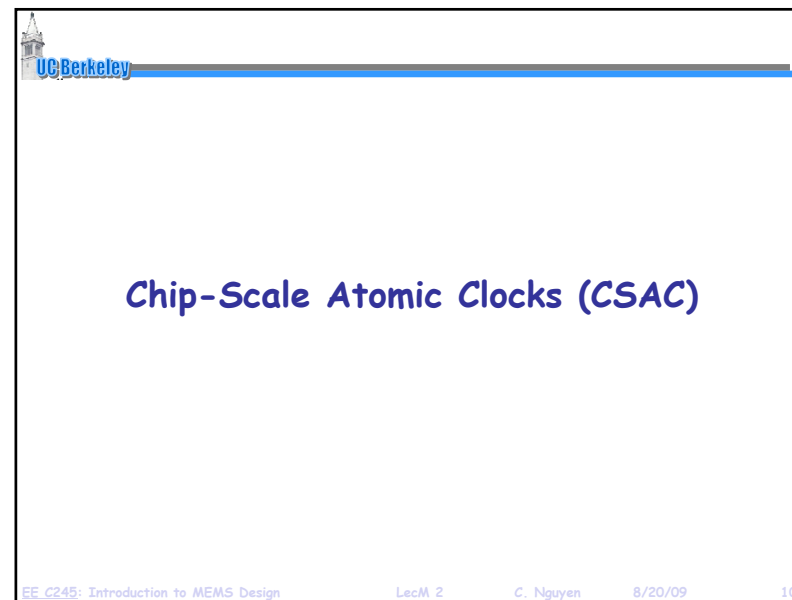 UC Berkeley
Chip-Scale Atomic Clocks (CSAC)
EE C245: Introduction to MEMS Design LecM 2 C. Nguyen 8/20/09 10